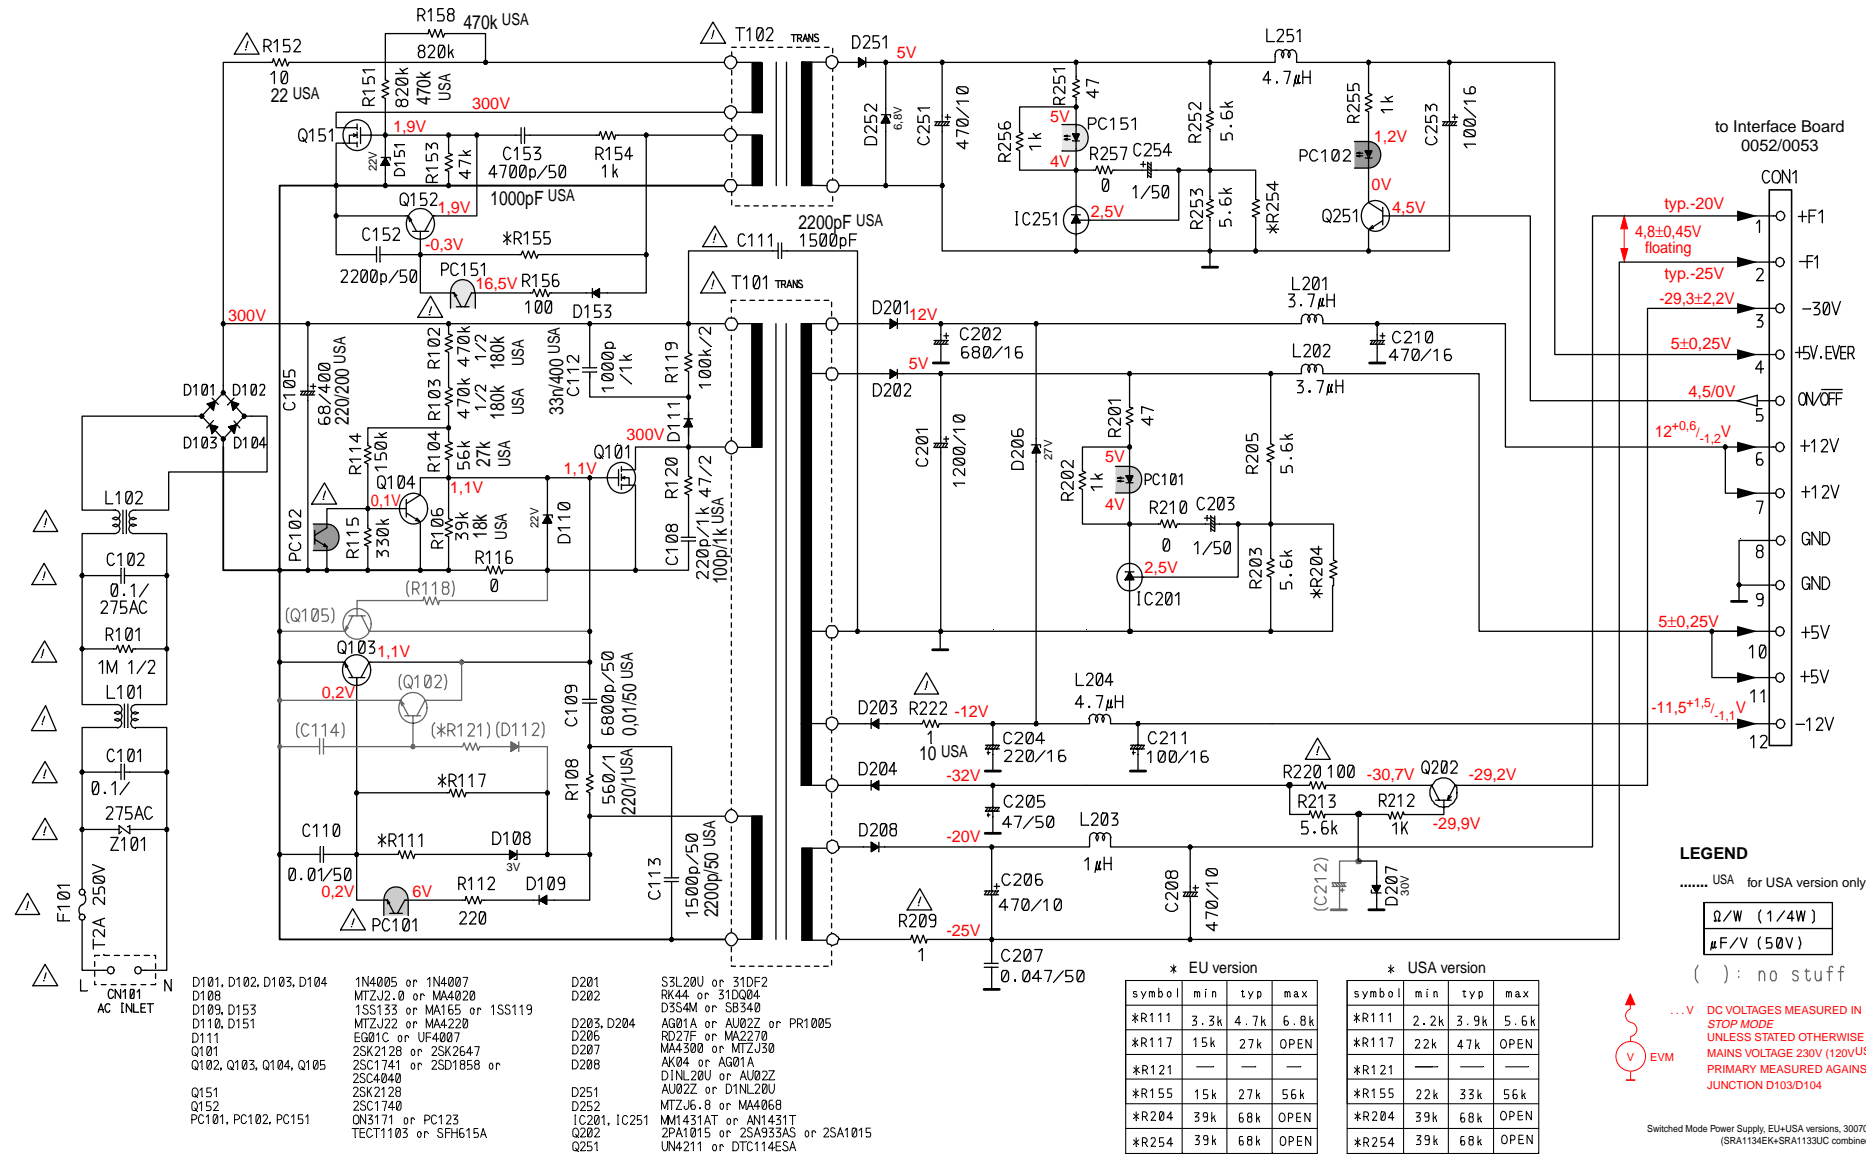 R158 470k USA
820k
R152
10
22 USA
R151
820k
470k
USA
300V
Q151
1,9V
22V
D151
R153
47k
C153
4700p/50
1000pF USA
R154
1k
Q152
1,9V
C152
2200p/50
-0,3V
*R155
PC151
16,5V
R156
100
D153
T102 TRANS
D251
5V
D252
6,8V
C251
470/10
R251
47
R256
1k
5V
4V
PC151
R257
0
C254
1/50
IC251
2,5V
R252
5.6k
R253
5.6k
*R254
L251
4.7µH
R255
1k
PC102
1,2V
0V
Q251
4,5V
C253
100/16
to Interface Board
0052/0053
CON1
typ.-20V
+F1
1
4,8±0,45V
floating
-F1
2
typ.-25V
-29,3±2,2V
-30V
3
5±0,25V
+5V.EVER
4
4,5/0V
ON/OFF
5
12+0,6/-1,2V
+12V
6
+12V
7
GND
8
GND
9
5±0,25V
+5V
10
+5V
11
-11,5+1,5/-1,1V
-12V
12
2200pF USA
1500pF
C111
T101 TRANS
300V
C105
68/400
220/200 USA
R102
470k
1/2
180k
USA
R103
470k
1/2
180k
USA
R104
56k
27k
USA
R114
150k
Q104
0,1V
1,1V
R106
39k
18k
USA
R115
330k
PC102
R116
0
22V
D110
1,1V
Q101
300V
33n/400 USA
C112
1000p
/1k
R119
100k/2
D111
R120
47/2
C108
220p/1k
100p/1k USA
D101
D102
D103
D104
L102
C102
0.1/
275AC
R101
1M 1/2
L101
C101
0.1/
275AC
Z101
F101
T2A 250V
L
N
CN101
AC INLET
(R118)
(Q105)
Q103
1,1V
0,2V
(Q102)
(C114)
(*R121)
(D112)
*R117
C109
6800p/50
0,01/50 USA
R108
560/1
220/1USA
C110
0.01/50
*R111
D108
3V
0,2V
6V
PC101
R112
220
D109
C113
1500p/50
2200p/50 USA
D201
12V
C202
680/16
L201
3.7µH
C210
470/16
5V
D202
L202
3.7µH
C201
1200/10
D206
27V
R201
47
R202
1k
5V
4V
PC101
R210
0
C203
1/50
R205
5.6k
R203
5.6k
*R204
2,5V
IC201
D203
R222
1
10 USA
-12V
C204
220/16
L204
4.7µH
C211
100/16
D204
-32V
C205
47/50
R220 100
-30,7V
Q202
-29,2V
R213
5.6k
R212
1K
-29,9V
(C212)
D207
30V
D208
-20V
L203
1µH
C206
470/10
C208
470/10
R209
1
-25V
C207
0.047/50
LEGEND
....... USA for USA version only
Ω/W (1/4W)
µF/V (50V)
( ): no stuff
...V DC VOLTAGES MEASURED IN
STOP MODE
UNLESS STATED OTHERWISE
V EVM MAINS VOLTAGE 230V (120VUS
PRIMARY MEASURED AGAINS
JUNCTION D103/D104
D101, D102, D103, D104 1N4005 or 1N4007
D108 MTZJ2.0 or MA4020
D109, D153 1SS133 or MA165 or 1SS119
D110, D151 MTZJ22 or MA4220
D111 EG01C or UF4007
Q101 2SK2128 or 2SK2647
Q102, Q103, Q104, Q105 2SC1741 or 2SD1858 or
2SC4040
Q151 2SK2128
Q152 2SC1740
PC101, PC102, PC151 ON3171 or PC123
TECT1103 or SFH615A
D201 S3L20U or 31DF2
D202 RK44 or 31DQ04
D3S4M or SB340
D203, D204 AG01A or AU02Z or PR1005
D206 RD27F or MA2270
D207 MA4300 or MTZJ30
D208 AK04 or AG01A
D1NL20U or AU02Z
D251 AU02Z or D1NL20U
D252 MTZJ6.8 or MA4068
IC201, IC251 MM1431AT or AN1431T
Q202 2PA1015 or 2SA933AS or 2SA1015
Q251 UN4211 or DTC114ESA
* EU version
symbol min typ max
*R111 3.3k 4.7k 6.8k
*R117 15k 27k OPEN
*R121 — — —
*R155 15k 27k 56k
*R204 39k 68k OPEN
*R254 39k 68k OPEN
* USA version
symbol min typ max
*R111 2.2k 3.9k 5.6k
*R117 22k 47k OPEN
*R121 — — —
*R155 22k 33k 56k
*R204 39k 68k OPEN
*R254 39k 68k OPEN
Switched Mode Power Supply, EU+USA versions, 30070
(SRA1134EK+SRA1133UC combine